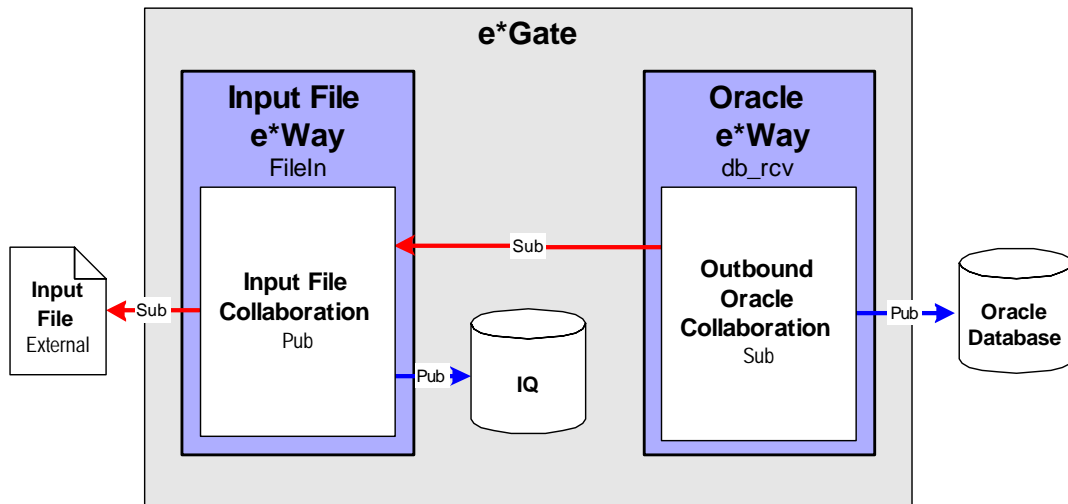 e*Gate
Input File
e*Way
FileIn
Oracle
e*Way
db_rcv
Sub
Input
File
External
Sub
Input File
Collaboration
Pub
Pub
IQ
Outbound
Oracle
Collaboration
Sub
Pub
Oracle
Database